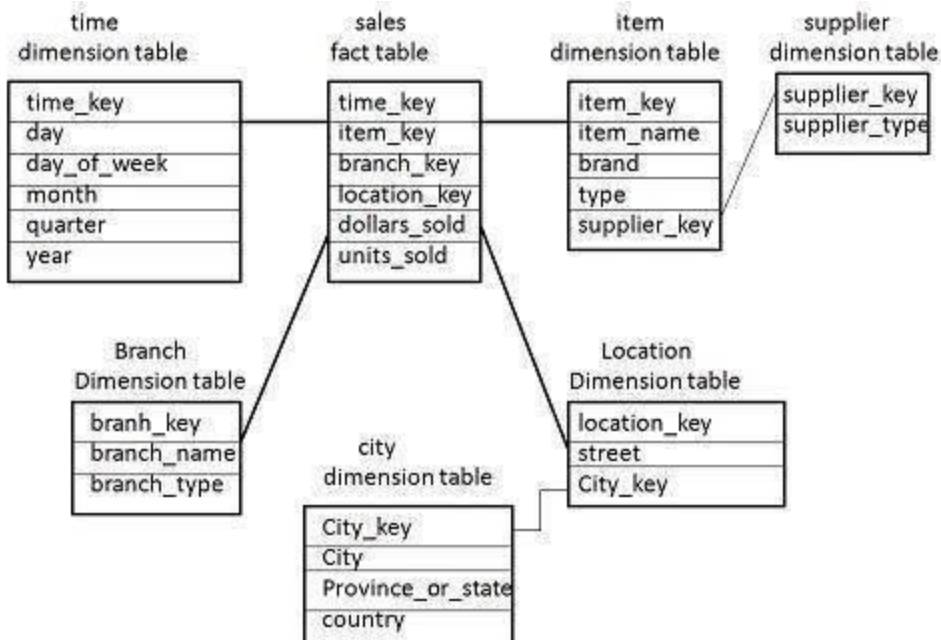 time
dimension table
time_key
day
day_of_week
month
quarter
year
sales
fact table
time_key
item_key
branch_key
location_key
dollars_sold
units_sold
item
dimension table
item_key
item_name
brand
type
supplier_key
supplier
dimension table
supplier_key
supplier_type
Branch
Dimension table
branh_key
branch_name
branch_type
city
dimension table
City_key
City
Province_or_state
country
Location
Dimension table
location_key
street
City_key